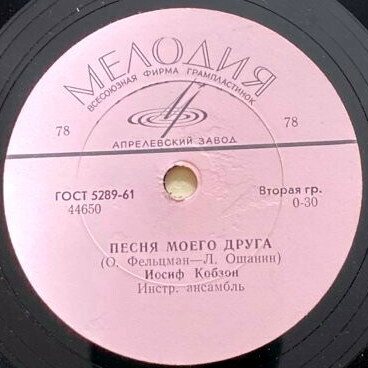 МЕЛОДИЯ
ВСЕСОЮЗНАЯ ФИРМА ГРАМПЛАСТИНОК
78 78
АПРЕЛЕВСКИЙ ЗАВОД
ГОСТ 5289-61 Вторая гр.
44650 0-30
ПЕСНЯ МОЕГО ДРУГА
(О. Фельцман—Л. Ошанин)
Иосиф Кобзон
Инстр. ансамбль